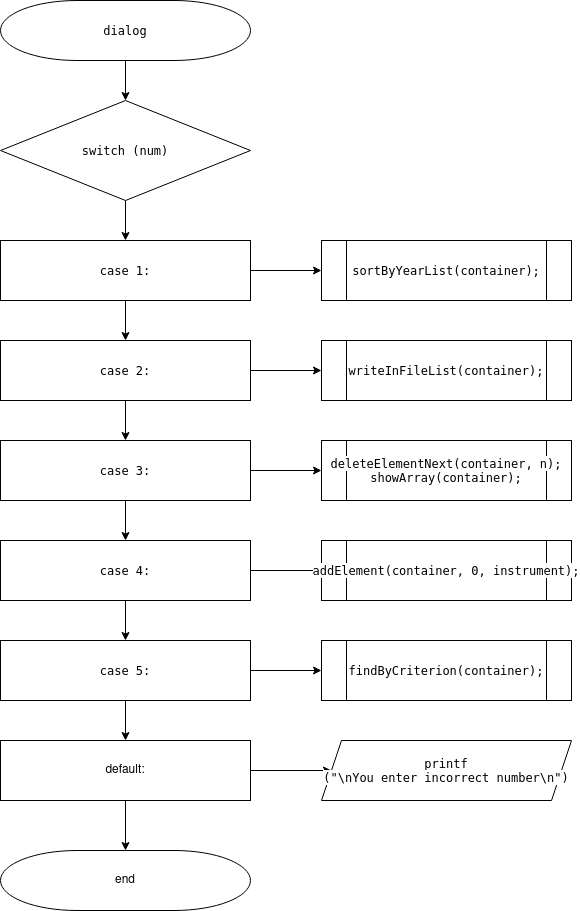 dialog
switch (num)
case 1:
sortByYearList(container);
case 2:
writeInFileList(container);
case 3:
deleteElementNext(container, n);
showArray(container);
case 4:
addElement(container, 0, instrument);
case 5:
findByCriterion(container);
default:
printf
("\nYou enter incorrect number\n")
end